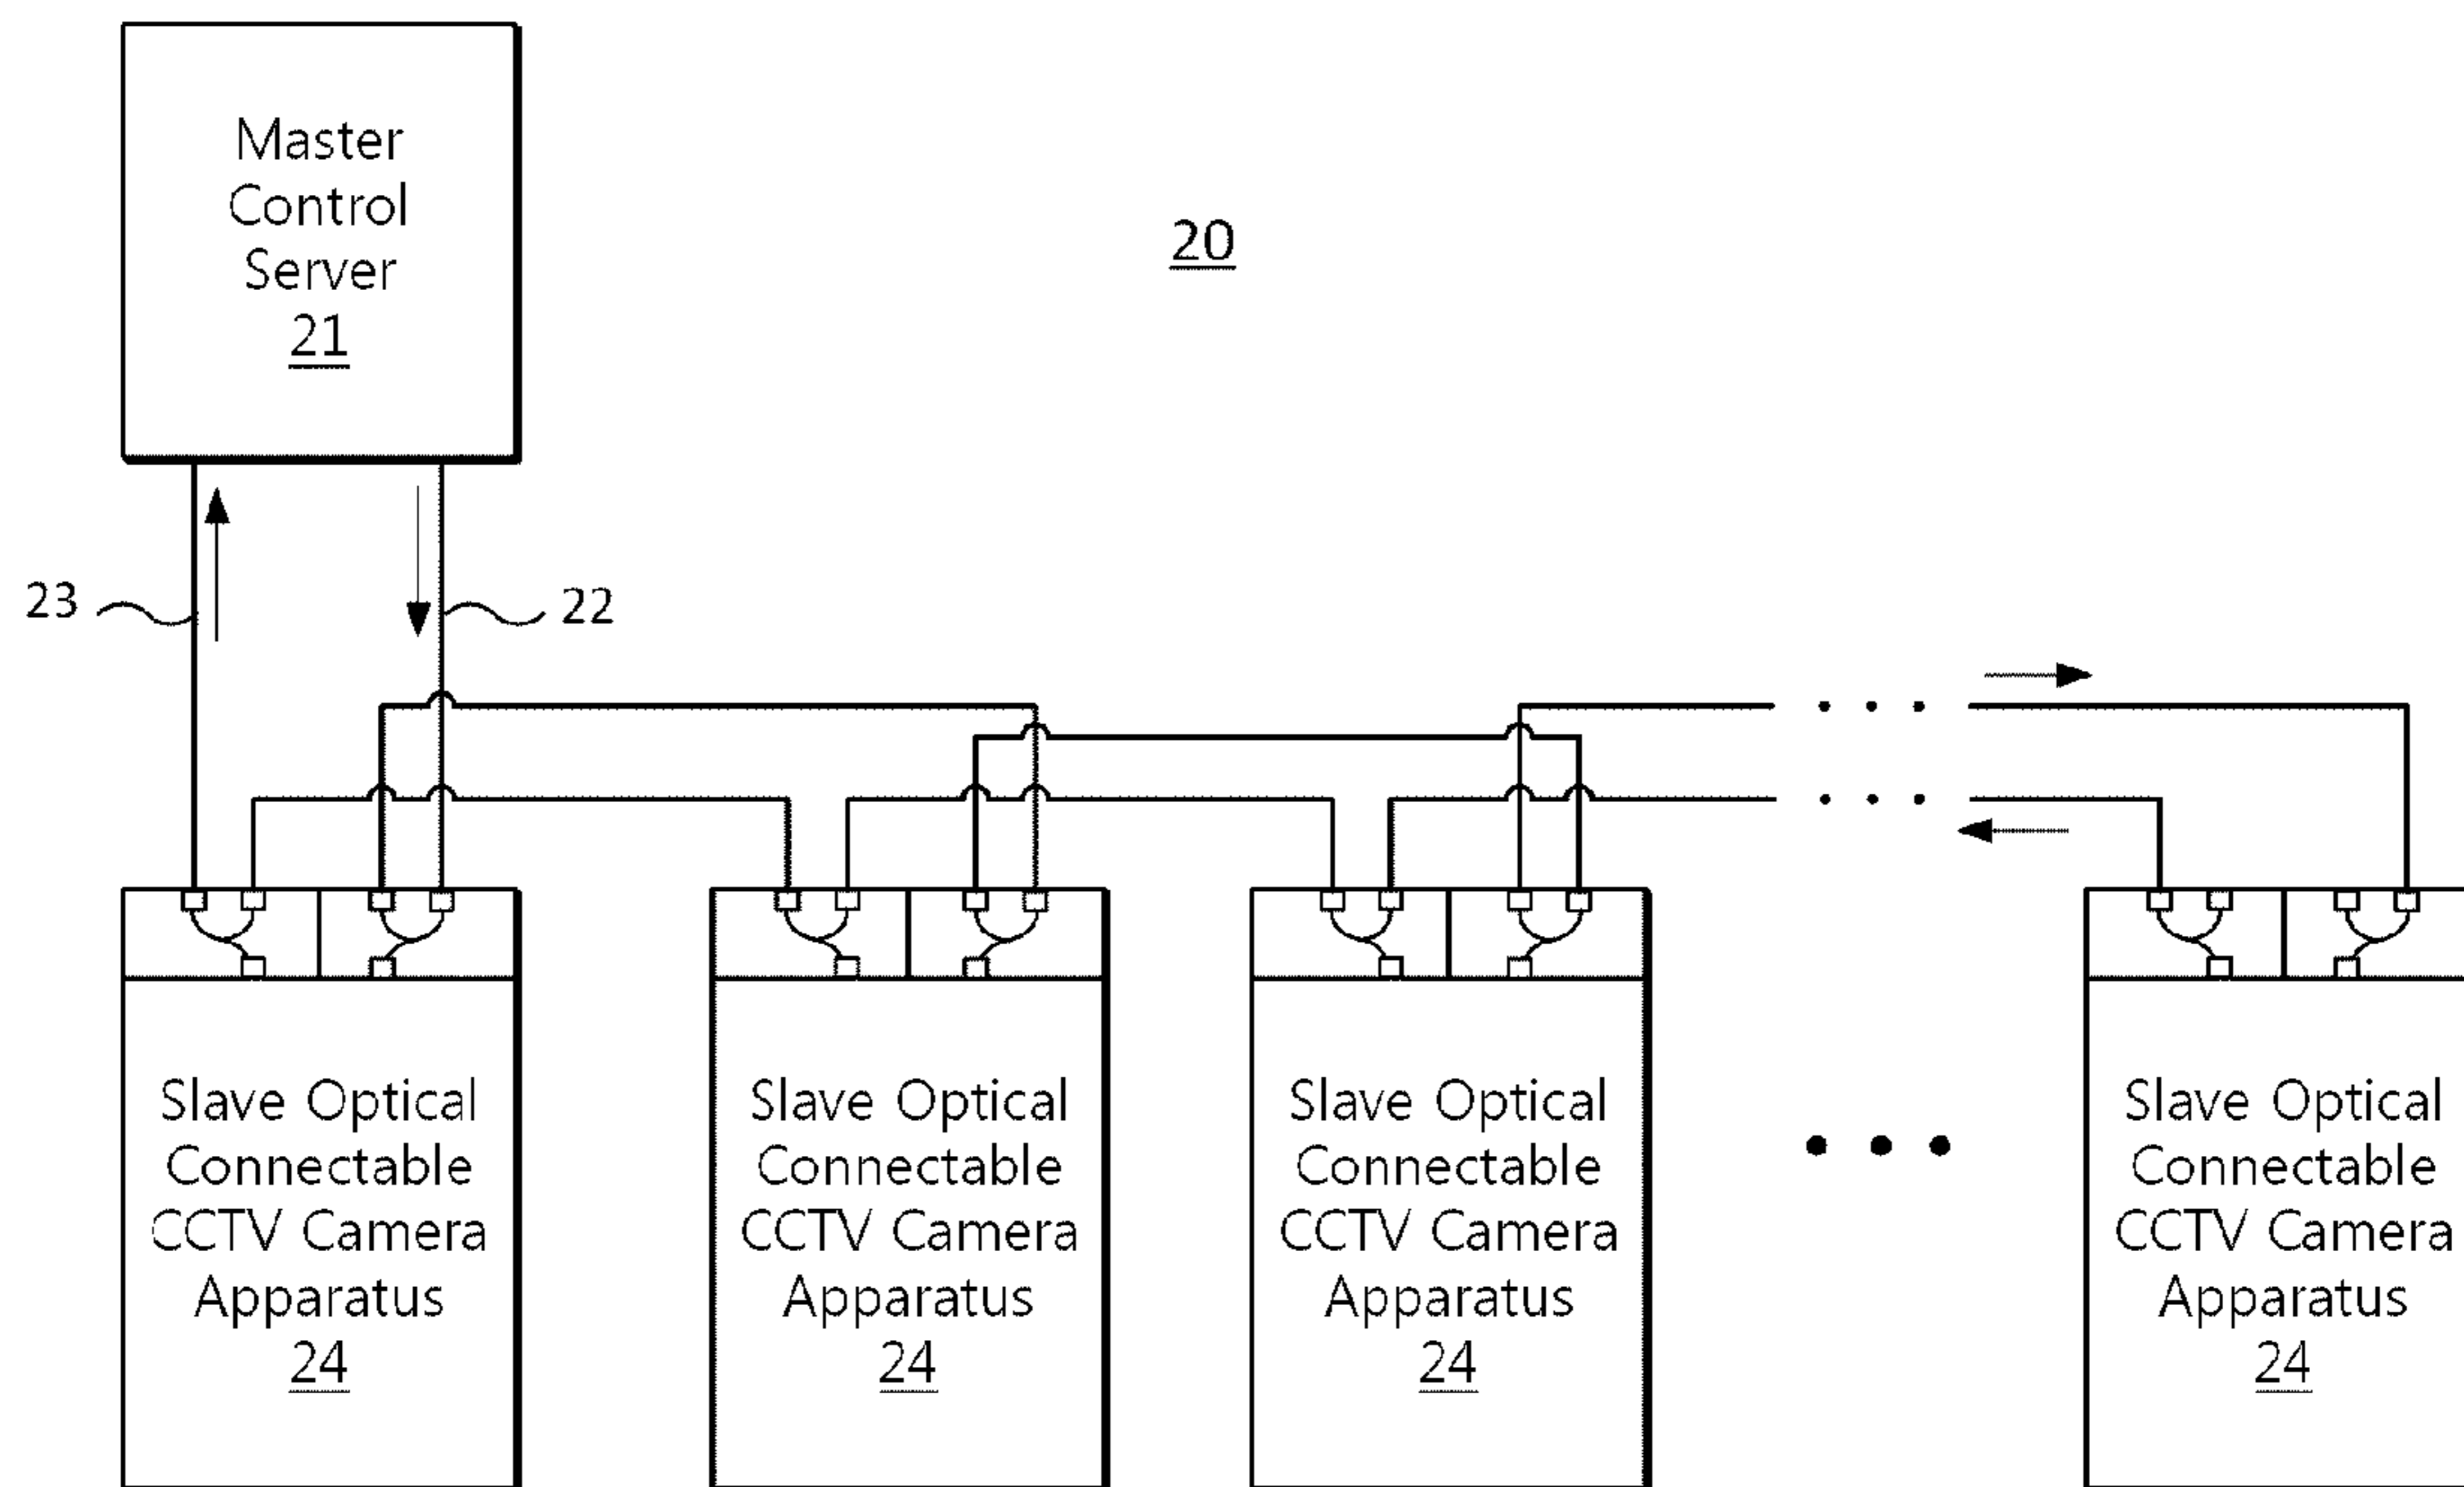 Master
Control
Server
21
20
23
22
Slave Optical
Connectable
CCTV Camera
Apparatus
24
Slave Optical
Connectable
CCTV Camera
Apparatus
24
Slave Optical
Connectable
CCTV Camera
Apparatus
24
Slave Optical
Connectable
CCTV Camera
Apparatus
24